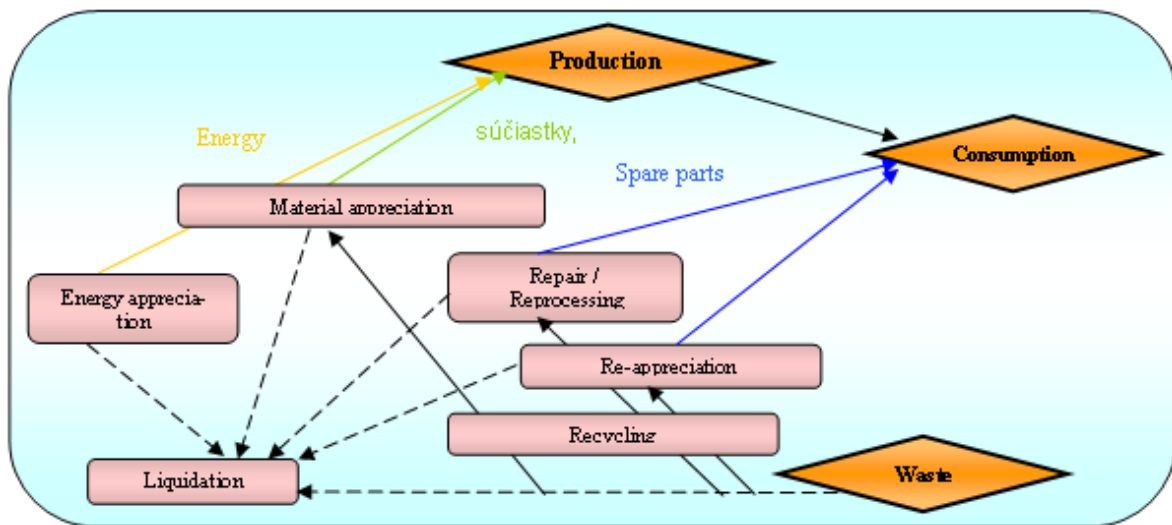 Production
Energy
súčiastky,
Consumption
Spare parts
Material appreciation
Energy apprecia-
tion
Repair /
Reprocessing
Re-appreciation
Recycling
Liquidation
Waste